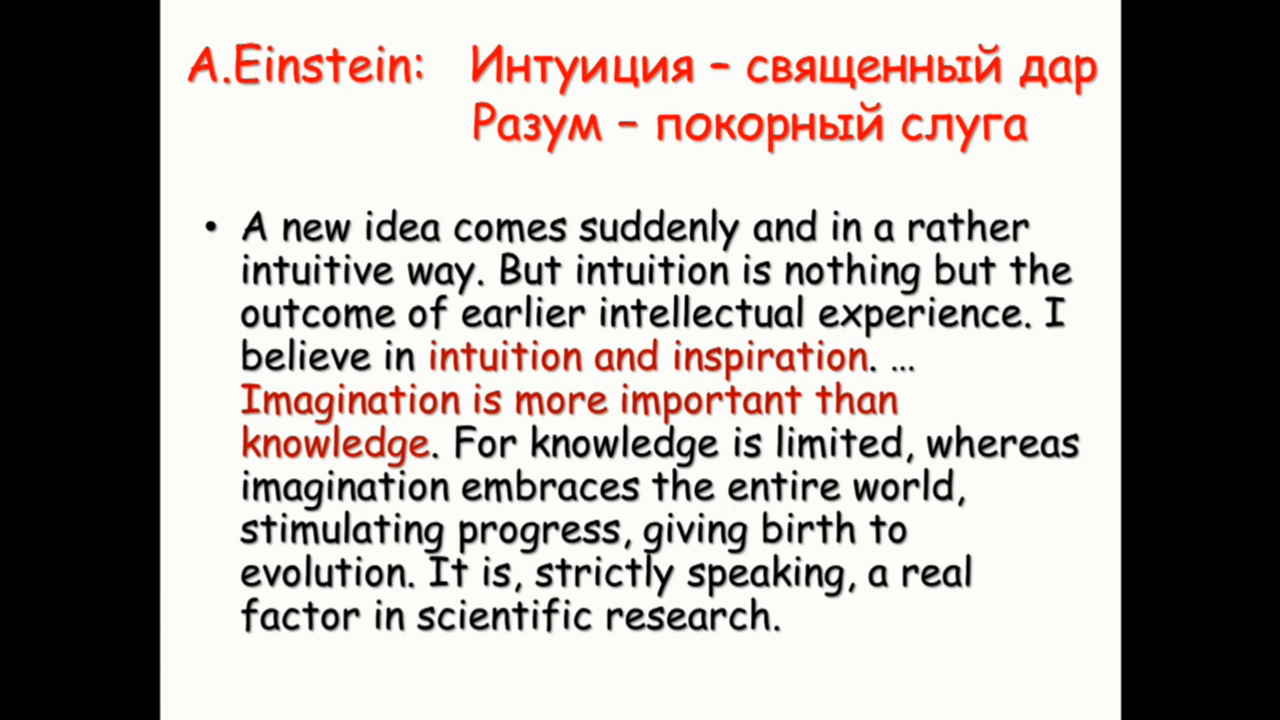 A.Einstein: Интуиция – священный дар
Разум – покорный слуга
• A new idea comes suddenly and in a rather
intuitive way. But intuition is nothing but the
outcome of earlier intellectual experience. I
believe in intuition and inspiration. …
Imagination is more important than
knowledge. For knowledge is limited, whereas
imagination embraces the entire world,
stimulating progress, giving birth to
evolution. It is, strictly speaking, a real
factor in scientific research.